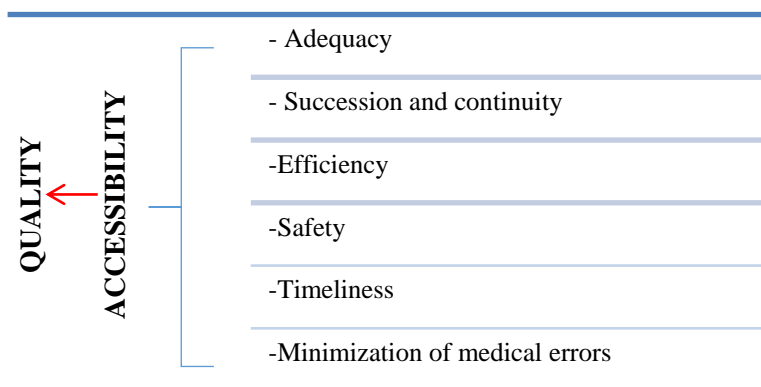 QUALITY
ACCESSIBILITY
- Adequacy
- Succession and continuity
-Efficiency
-Safety
-Timeliness
-Minimization of medical errors